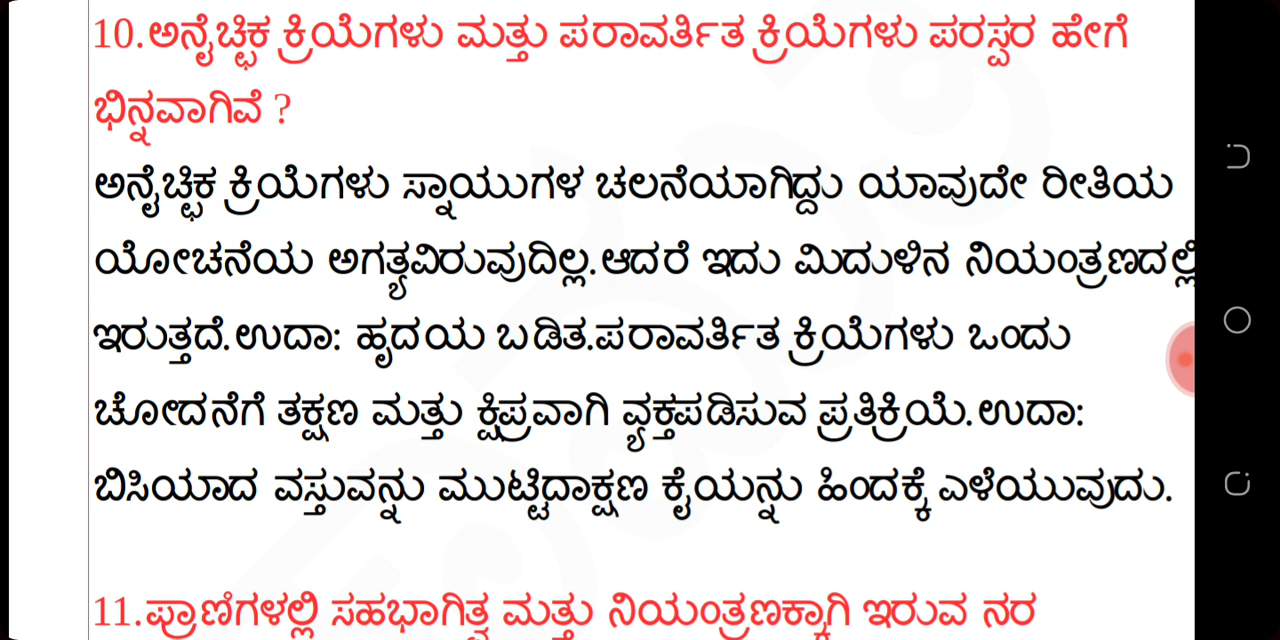 10.ಅನೈಚ್ಛಿಕ ಕ್ರಿಯೆಗಳು ಮತ್ತು ಪರಾವರ್ತಿತ ಕ್ರಿಯೆಗಳು ಪರಸ್ಪರ ಹೇಗೆ
ಭಿನ್ನವಾಗಿವೆ ?
ಅನೈಚ್ಛಿಕ ಕ್ರಿಯೆಗಳು ಸ್ನಾಯುಗಳ ಚಲನೆಯಾಗಿದ್ದು ಯಾವುದೇ ರೀತಿಯ
ಯೋಚನೆಯ ಅಗತ್ಯವಿರುವುದಿಲ್ಲ.ಆದರೆ ಇದು ಮಿದುಳಿನ ನಿಯಂತ್ರಣದಲ್ಲಿ
ಇರುತ್ತದೆ.ಉದಾ: ಹೃದಯ ಬಡಿತ.ಪರಾವರ್ತಿತ ಕ್ರಿಯೆಗಳು ಒಂದು
ಚೋದನೆಗೆ ತಕ್ಷಣ ಮತ್ತು ಕ್ಷಿಪ್ರವಾಗಿ ವ್ಯಕ್ತಪಡಿಸುವ ಪ್ರತಿಕ್ರಿಯೆ.ಉದಾ:
ಬಿಸಿಯಾದ ವಸ್ತುವನ್ನು ಮುಟ್ಟಿದಾಕ್ಷಣ ಕೈಯನ್ನು ಹಿಂದಕ್ಕೆ ಎಳೆಯುವುದು.
11.ಪ್ರಾಣಿಗಳಲ್ಲಿ ಸಹಭಾಗಿತ್ವ ಮತ್ತು ನಿಯಂತ್ರಣಕ್ಕಾಗಿ ಇರುವ ನರ